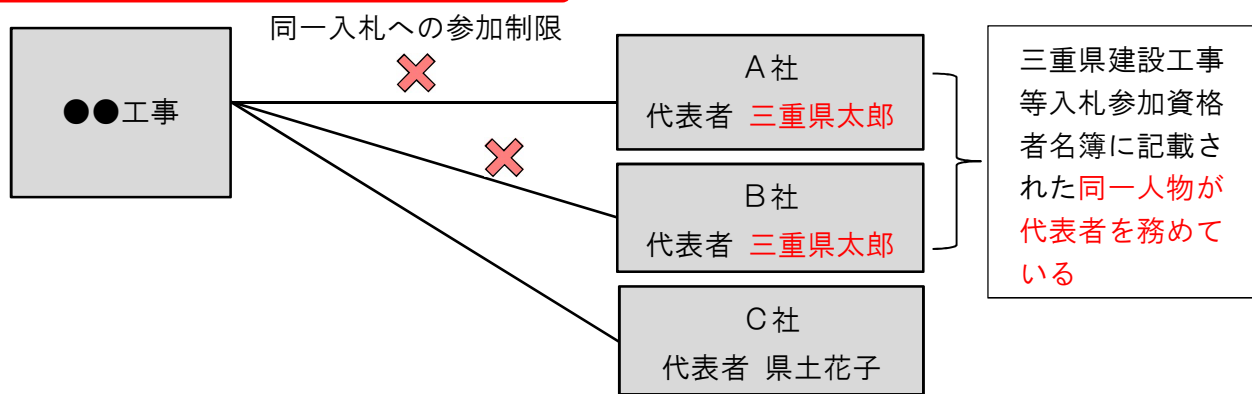 同一入札への参加制限
●●工事
A社
代表者 三重県太郎
B社
代表者 三重県太郎
C社
代表者 県土花子
三重県建設工事
等入札参加資格
者名簿に記載さ
れた同一人物が
代表者を務めて
いる